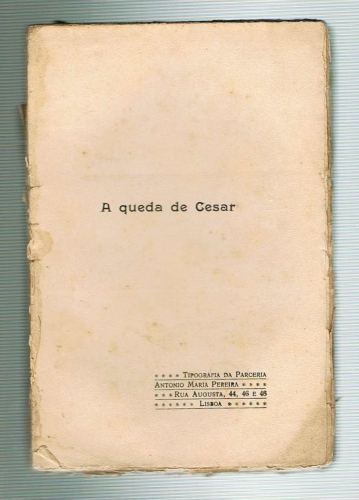 A queda de Cesar
**** TIPOGRAFIA DA PARCERIA
ANTONIO MARIA PEREIRA ****
*** RUA AUGUSTA, 44, 46 E 48
****** LISBOA ******